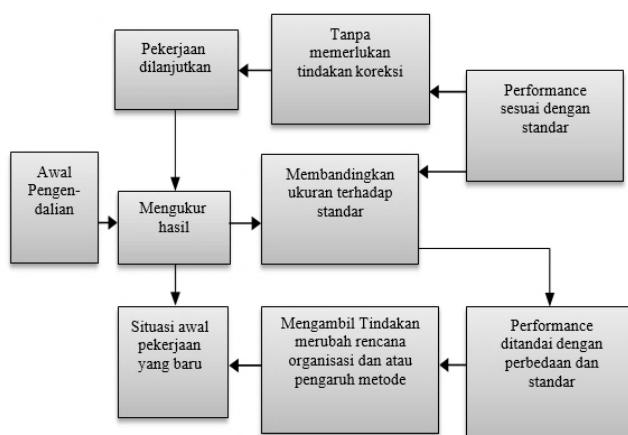 Pekerjaan
dilanjutkan
Tanpa
memerlukan
tindakan koreksi
Performance
sesuai dengan
standar
Awal
Pengen-
dalian
Mengukur
hasil
Membandingkan
ukuran terhadap
standar
Situasi awal
pekerjaan
yang baru
Mengambil Tindakan
merubah rencana
organisasi dan atau
pengaruh metode
Performance
ditandai dengan
perbedaan dan
standar